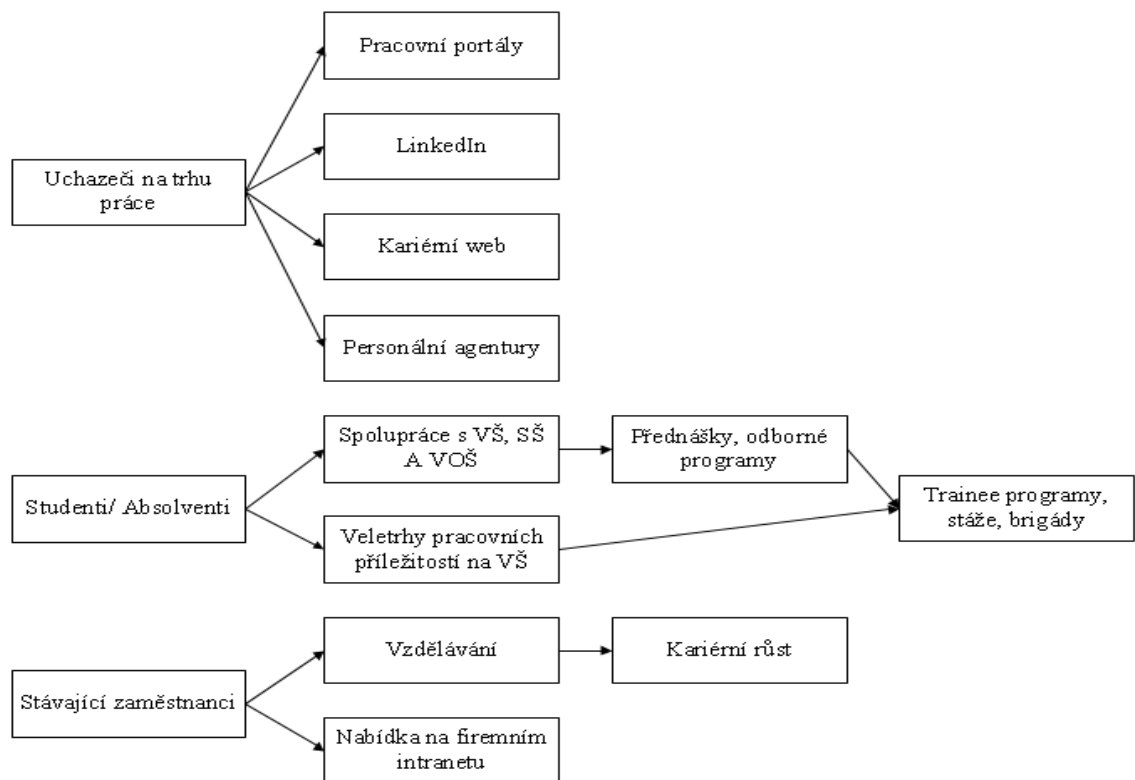 Pracovní portály
LinkedIn
Uchazeči na trhu
práce
Kariérní web
Personální agentury
Spolupráce s VŠ, SŠ
A VOŠ
Přednášky, odborné
programy
Studenti/ Absolventi
Trainee programy,
stáže, brigády
Veletrhy pracovních
příležitostí na VŠ
Vzdělávání
Kariérní růst
Stávající zaměstnanci
Nabídka na firemním
intranetu